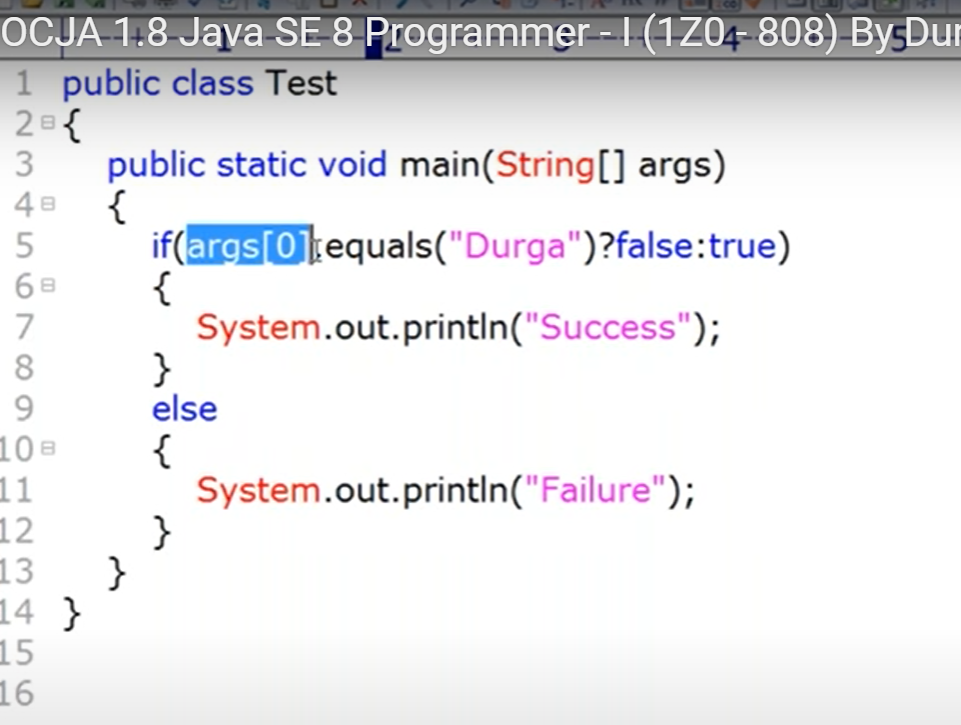 OCJA 1.8 Java SE 8 Programmer - I (1Z0 - 808) By Dur
1 public class Test
2 {
3 public static void main(String[] args)
4 {
5 if(args[0].equals("Durga")?false:true)
6 {
7 System.out.println("Success");
8 }
9 else
10 {
11 System.out.println("Failure");
12 }
13 }
14 }
15
16